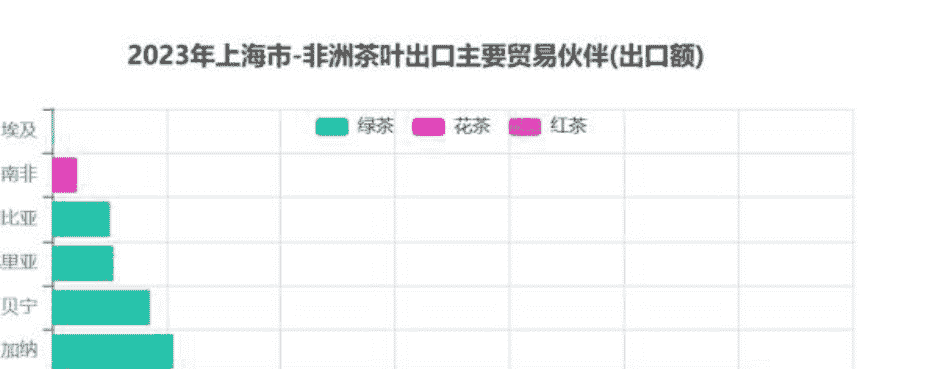 2023年上海市-非洲茶叶出口主要贸易伙伴(出口额)
绿茶 花茶 红茶
埃及
南非
比亚
里亚
贝宁
加纳